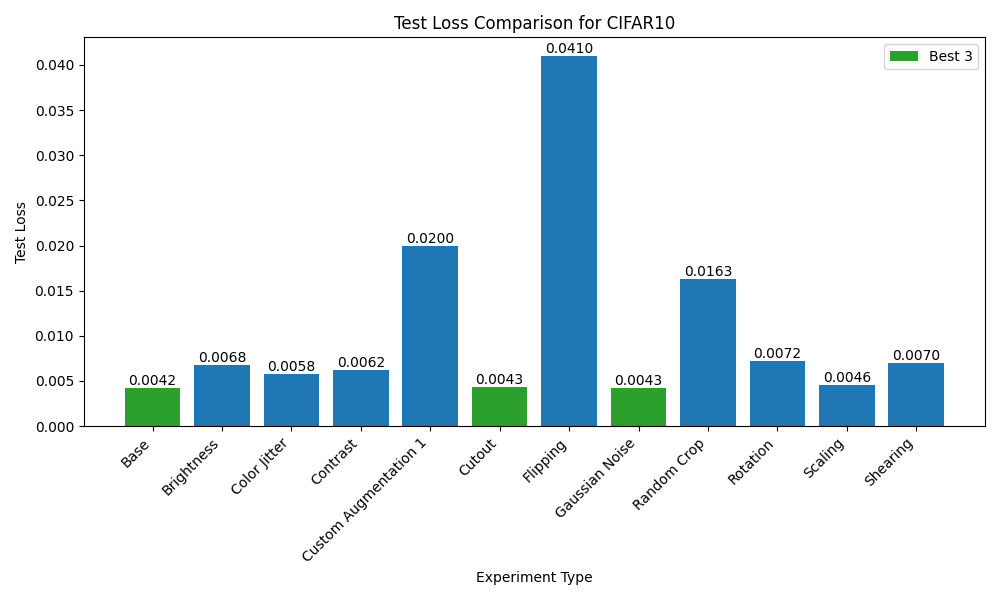 Test Loss Comparison for CIFAR10
Best 3
Test Loss
0.040
0.035
0.030
0.025
0.020
0.015
0.010
0.005
0.000
0.0042
0.0068
0.0058
0.0062
0.0200
0.0043
0.0410
0.0043
0.0163
0.0072
0.0046
0.0070
Base
Brightness
Color Jitter
Contrast
Custom Augmentation 1
Cutout
Flipping
Gaussian Noise
Random Crop
Rotation
Scaling
Shearing
Experiment Type